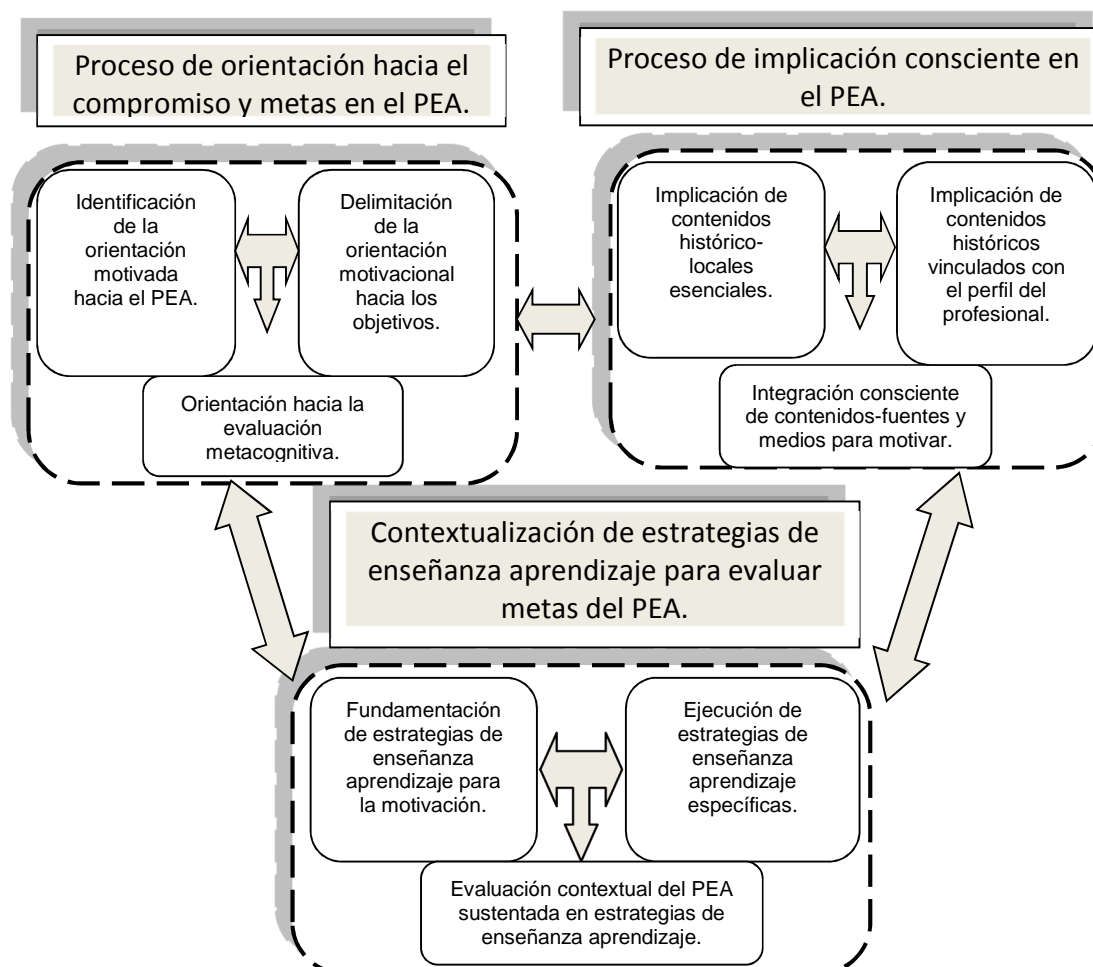 Proceso de orientación hacia el
compromiso y metas en el PEA.
Proceso de implicación consciente en
el PEA.
Identificación
de la
orientación
motivada
hacia el PEA.
Delimitación
de la
orientación
motivacional
hacia los
objetivos.
Orientación hacia la
evaluación
metacognitiva.
Implicación de
contenidos
histórico-
locales
esenciales.
Implicación de
contenidos
históricos
vinculados con
el perfil del
profesional.
Integración consciente
de contenidos-fuentes y
medios para motivar.
Contextualización de estrategias de
enseñanza aprendizaje para evaluar
metas del PEA.
Fundamentación
de estrategias de
enseñanza
aprendizaje para
la motivación.
Ejecución de
estrategias de
enseñanza
aprendizaje
específicas.
Evaluación contextual del PEA
sustentada en estrategias de
enseñanza aprendizaje.